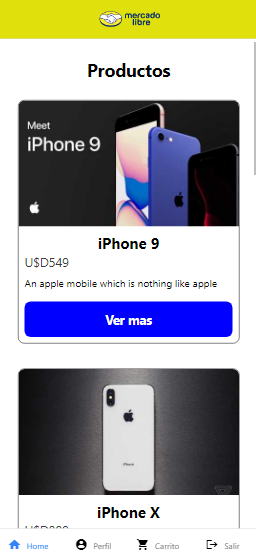 mercado
libre
Productos
Meet
iPhone 9
iPhone 9
U$D549
An apple mobile which is nothing like apple
Ver mas
iPhone
iPhone X
Home
Perfil
Carrito
Salir